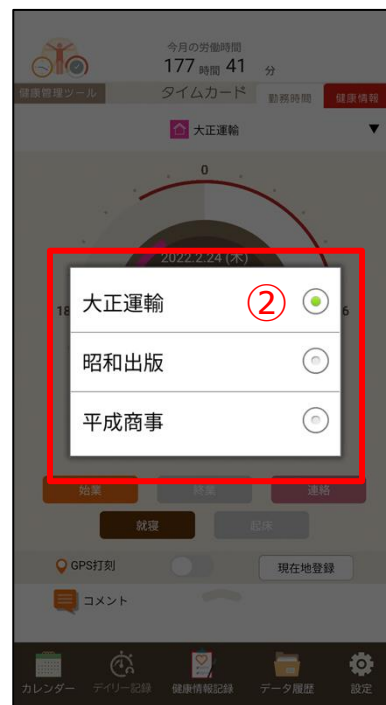 今月の労働時間
177 時間 41 分
健康管理ツール タイムカード 勤務時間 健康情報
大正運輸 ▼
0
2022.2.24 (木)
18 6
大正運輸 ②
昭和出版
平成商事
始業 終業 連絡
就寝 起床
GPS打刻 現在地登録
コメント
カレンダー デイリー記録 健康情報記録 データ履歴 設定